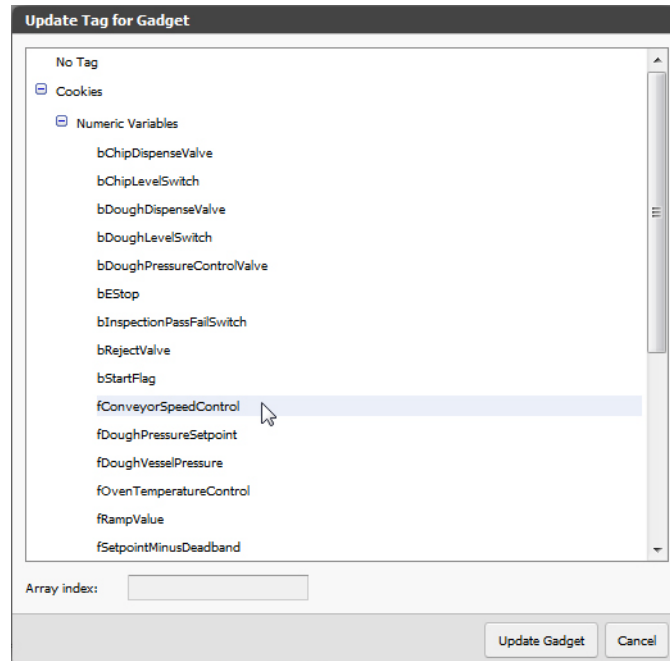 Update Tag for Gadget
No Tag
Cookies
Numeric Variables
bChipDispenseValve
bChipLevelSwitch
bDoughDispenseValve
bDoughLevelSwitch
bDoughPressureControlValve
bEStop
bInspectionPassFailSwitch
bRejectValve
bStartFlag
fConveyorSpeedControl
fDoughPressureSetpoint
fDoughVesselPressure
fOvenTemperatureControl
fRampValue
fSetpointMinusDeadband
Array index:
Update Gadget Cancel